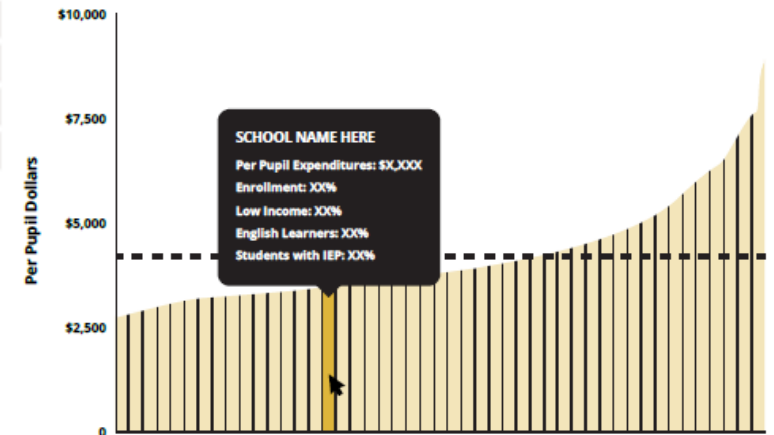 $10,000
$7,500
$5,000
$2,500
0
Per Pupil Dollars
SCHOOL NAME HERE
Per Pupil Expenditures: $X,XXX
Enrollment: XX%
Low Income: XX%
English Learners: XX%
Students with IEP: XX%